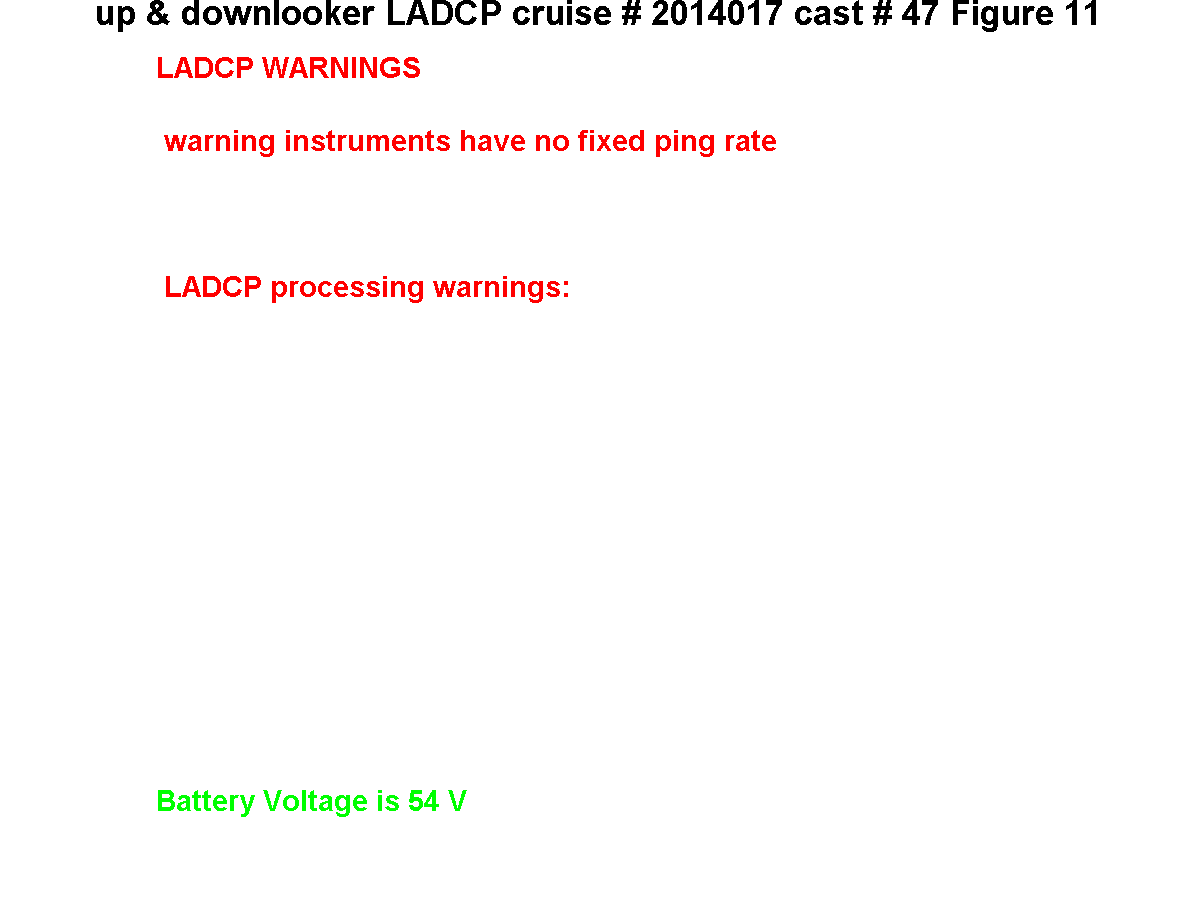 up & downlooker LADCP cruise # 2014017 cast # 47 Figure 11
LADCP WARNINGS
warning instruments have no fixed ping rate
LADCP processing warnings:
Battery Voltage is 54 V